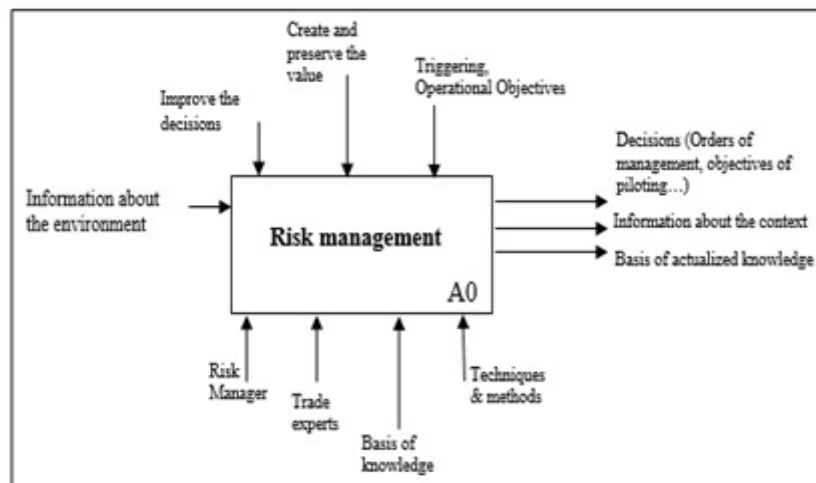 Create and
preserve the
value
Triggering,
Operational Objectives
Improve the
decisions
Decisions (Orders of
management, objectives of
piloting…)
Information about
the environment
Information about the context
Risk management
Basis of actualized knowledge
A0
Risk
Manager
Trade
experts
Basis of
knowledge
Techniques
& methods